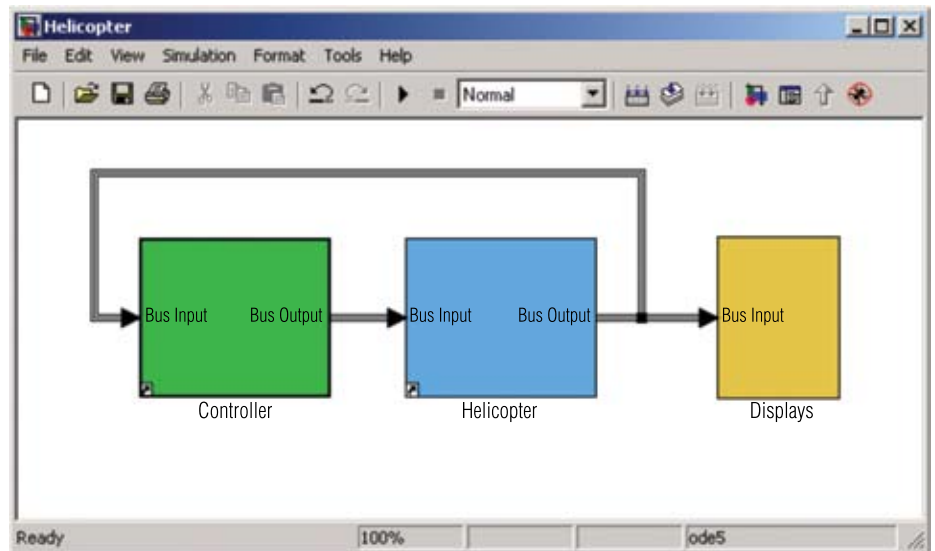 Helicopter
File Edit View Simulation Format Tools Help
Normal
Bus Input Bus Output Bus Input Bus Output Bus Input
Controller Helicopter Displays
Ready 100% ode5